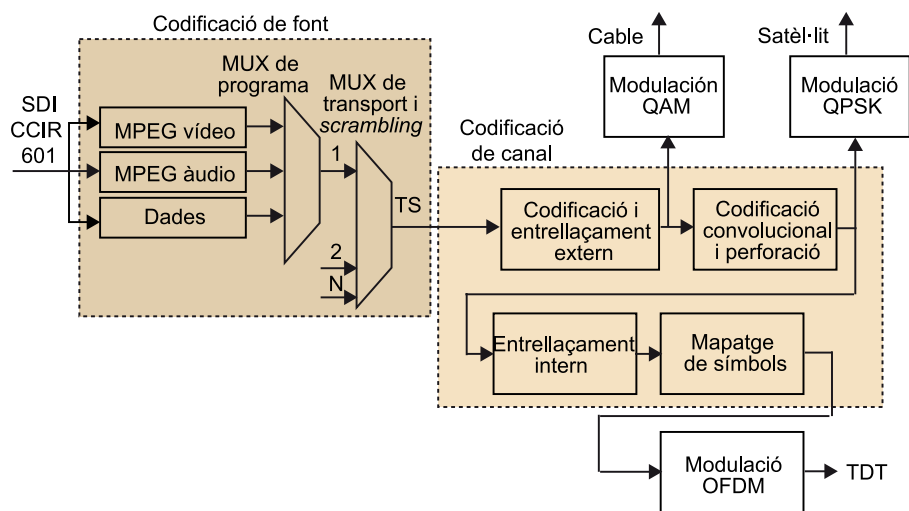 Codificació de font
MUX de
programa
MUX de
transport i
scrambling
SDI
CCIR
601
MPEG vídeo
MPEG àudio
Dades
1
2
N
TS
Codificació
de canal
Cable
Modulación
QAM
Satèl·lit
Modulació
QPSK
Codificació i
entrellaçament
extern
Codificació
convolucional
i perforació
Entrellaçament
intern
Mapatge
de símbols
Modulació
OFDM
TDT